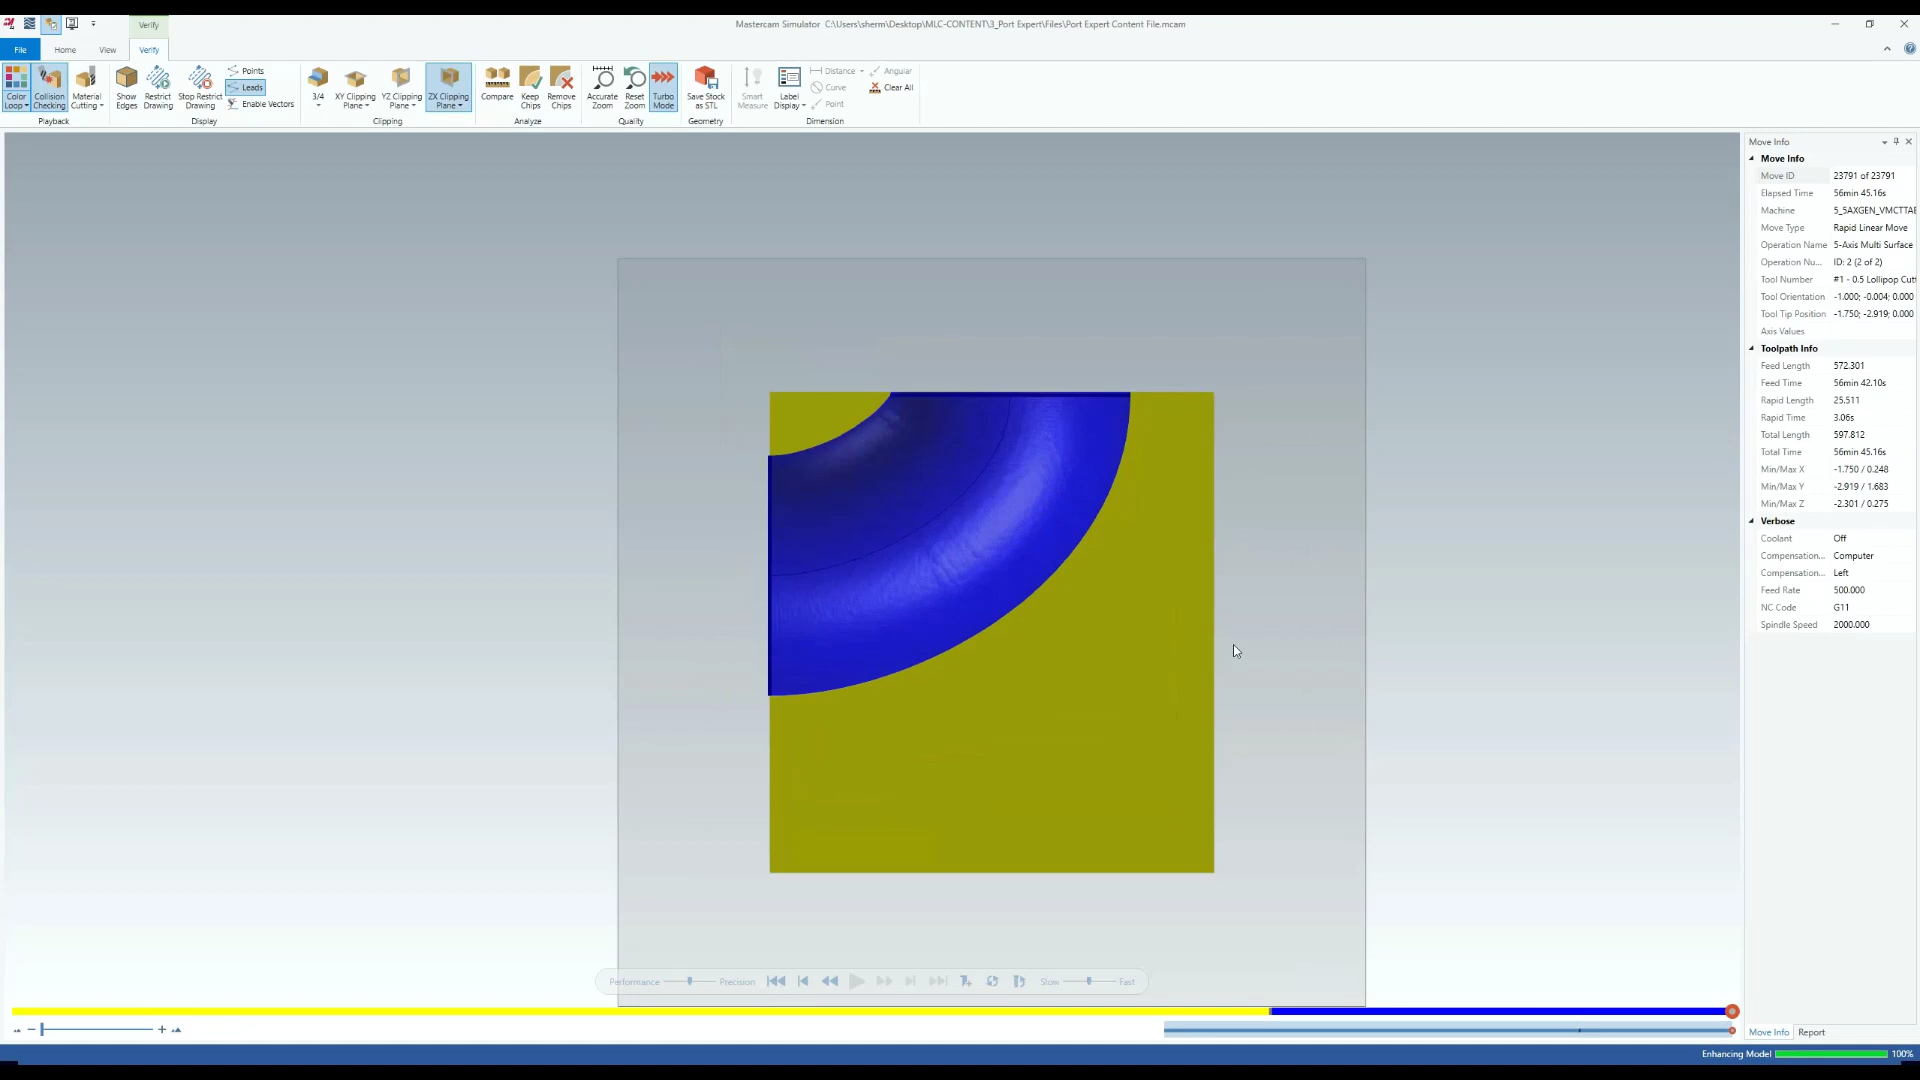 Verify
Mastercam Simulator C:\Users\sherm\Desktop\MLC-CONTENT\3_Port Expert\Files\Port Expert Content File.mcam
File Home View Verify
Color Loop
Collision Checking
Material Cutting
Playback
Show Edges
Restrict Drawing
Stop Restrict Drawing
Points
Leads
Enable Vectors
Display
3/4
XY Clipping Plane
YZ Clipping Plane
ZX Clipping Plane
Clipping
Compare
Keep Chips
Remove Chips
Analyze
Accurate Zoom
Reset Zoom
Turbo Mode
Quality
Save Stock as STL
Geometry
Smart Measure
Label Display
Distance
Curve
Point
Angular
Clear All
Dimension
Move Info
Move Info
Move ID 23791 of 23791
Elapsed Time 56min 45.16s
Machine 5_5AXGEN_VMCTTAE
Move Type Rapid Linear Move
Operation Name 5-Axis Multi Surface
Operation Nu... ID: 2 (2 of 2)
Tool Number #1 - 0.5 Lollipop Cutt
Tool Orientation -1.000; -0.004; 0.000
Tool Tip Position -1.750; -2.919; 0.000
Axis Values
Toolpath Info
Feed Length 572.301
Feed Time 56min 42.10s
Rapid Length 25.511
Rapid Time 3.06s
Total Length 597.812
Total Time 56min 45.16s
Min/Max X -1.750 / 0.248
Min/Max Y -2.919 / 1.683
Min/Max Z -2.301 / 0.275
Verbose
Coolant Off
Compensation... Computer
Compensation... Left
Feed Rate 500.000
NC Code G11
Spindle Speed 2000.000
Performance Precision Slow Fast
Move Info Report
Enhancing Model 100%